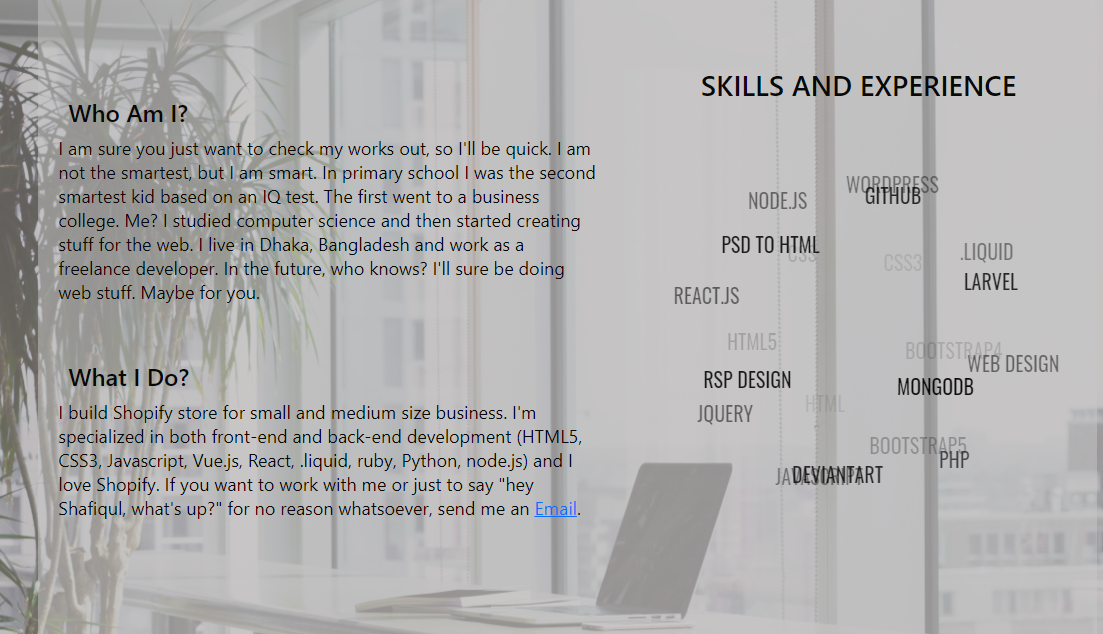 Who Am I?
I am sure you just want to check my works out, so I'll be quick. I am
not the smartest, but I am smart. In primary school I was the second
smartest kid based on an IQ test. The first went to a business
college. Me? I studied computer science and then started creating
stuff for the web. I live in Dhaka, Bangladesh and work as a
freelance developer. In the future, who knows? I'll sure be doing
web stuff. Maybe for you.
What I Do?
I build Shopify store for small and medium size business. I'm
specialized in both front-end and back-end development (HTML5,
CSS3, Javascript, Vue.js, React, .liquid, ruby, Python, node.js) and I
love Shopify. If you want to work with me or just to say "hey
Shafiqul, what's up?" for no reason whatsoever, send me an Email.
SKILLS AND EXPERIENCE
WORDPRESS
GITHUB
NODE.JS
PSD TO HTML
CSS
.LIQUID
CSS3
LARVEL
REACT.JS
HTML5
BOOTSTRAP4
WEB DESIGN
RSP DESIGN
MONGODB
HTML
JQUERY
BOOTSTRAP5
PHP
DEVIANTART